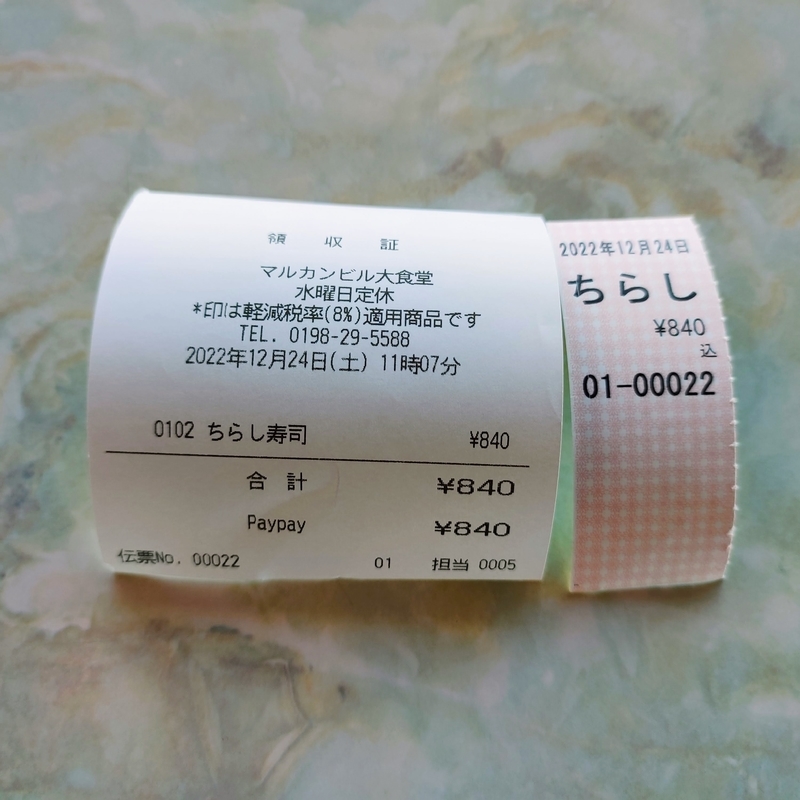 領 収 証
マルカンビル大食堂
水曜日定休
*印は軽減税率(8%)適用商品です
TEL. 0198-29-5588
2022年12月24日(土) 11時07分
0102 ちらし寿司 ¥840
合 計 ¥840
Paypay ¥840
伝票No. 00022 01 担当 0005
2022年12月24日
ちらし
¥840
込
01-00022